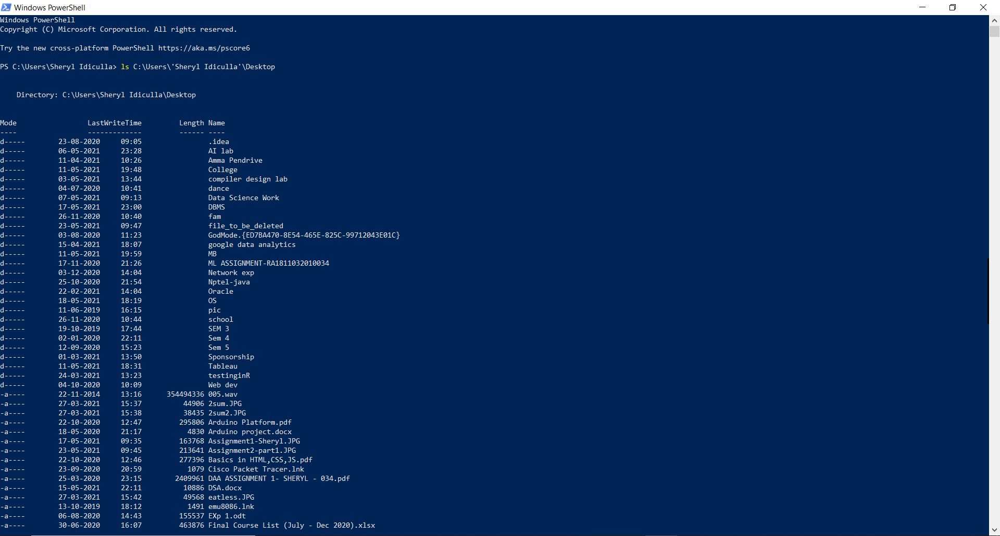 Windows PowerShell
Windows PowerShell
Copyright (C) Microsoft Corporation. All rights reserved.
Try the new cross-platform PowerShell https://aka.ms/pscore6
PS C:\Users\Sheryl Idiculla> ls C:\Users\'Sheryl Idiculla'\Desktop
Directory: C:\Users\Sheryl Idiculla\Desktop
Mode LastWriteTime Length Name
---- ------------- ------ ----
d----- 23-08-2020 09:05 .idea
d----- 06-05-2021 23:28 AI lab
d----- 11-04-2021 10:26 Amma Pendrive
d----- 11-05-2021 19:48 College
d----- 03-05-2021 13:44 compiler design lab
d----- 04-07-2020 10:41 dance
d----- 07-05-2021 09:13 Data Science Work
d----- 17-05-2021 23:00 DBMS
d----- 26-11-2020 10:40 fam
d----- 23-05-2021 09:47 file_to_be_deleted
d----- 03-08-2020 11:23 GodMode.{ED7BA470-8E54-465E-825C-99712043E01C}
d----- 15-04-2021 18:07 google data analytics
d----- 11-05-2021 19:59 MB
d----- 17-11-2020 21:26 ML ASSIGNMENT-RA1811032010034
d----- 03-12-2020 14:04 Network exp
d----- 25-10-2020 21:54 Nptel-java
d----- 22-02-2021 14:04 Oracle
d----- 18-05-2021 18:19 OS
d----- 11-06-2019 16:15 pic
d----- 26-11-2020 10:44 school
d----- 19-10-2019 17:44 SEM 3
d----- 02-01-2020 22:11 Sem 4
d----- 12-09-2020 15:23 Sem 5
d----- 01-03-2021 13:50 Sponsorship
d----- 11-05-2021 18:31 Tableau
d----- 24-03-2021 13:23 testinginR
d----- 04-10-2020 10:09 Web dev
-a---- 22-11-2014 13:16 354494336 005.wav
-a---- 27-03-2021 15:37 44906 2sum.JPG
-a---- 27-03-2021 15:38 38435 2sum2.JPG
-a---- 22-10-2020 12:47 295806 Arduino Platform.pdf
-a---- 18-05-2020 21:17 4830 Arduino project.docx
-a---- 17-05-2021 09:35 163768 Assignment1-Sheryl.JPG
-a---- 23-05-2021 09:45 213641 Assignment2-part1.JPG
-a---- 22-10-2020 12:46 277396 Basics in HTML,CSS,JS.pdf
-a---- 23-09-2020 20:59 1079 Cisco Packet Tracer.lnk
-a---- 25-03-2020 23:15 2409961 DAA ASSIGNMENT 1- SHERYL - 034.pdf
-a---- 15-05-2021 22:11 10886 DSA.docx
-a---- 27-03-2021 15:42 49568 eatless.JPG
-a---- 13-10-2019 18:12 1491 emu8086.lnk
-a---- 06-08-2020 14:43 155537 EXp 1.odt
-a---- 30-06-2020 16:07 463876 Final Course List (July - Dec 2020).xlsx